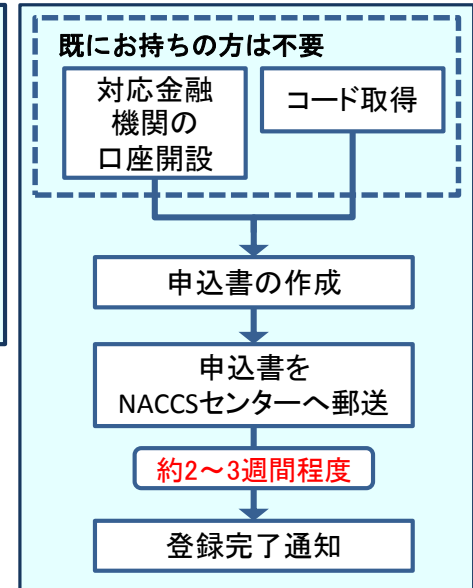 既にお持ちの方は不要
対応金融
機関の
口座開設
コード取得
申込書の作成
申込書を
NACCSセンターへ郵送
約2～3週間程度
登録完了通知